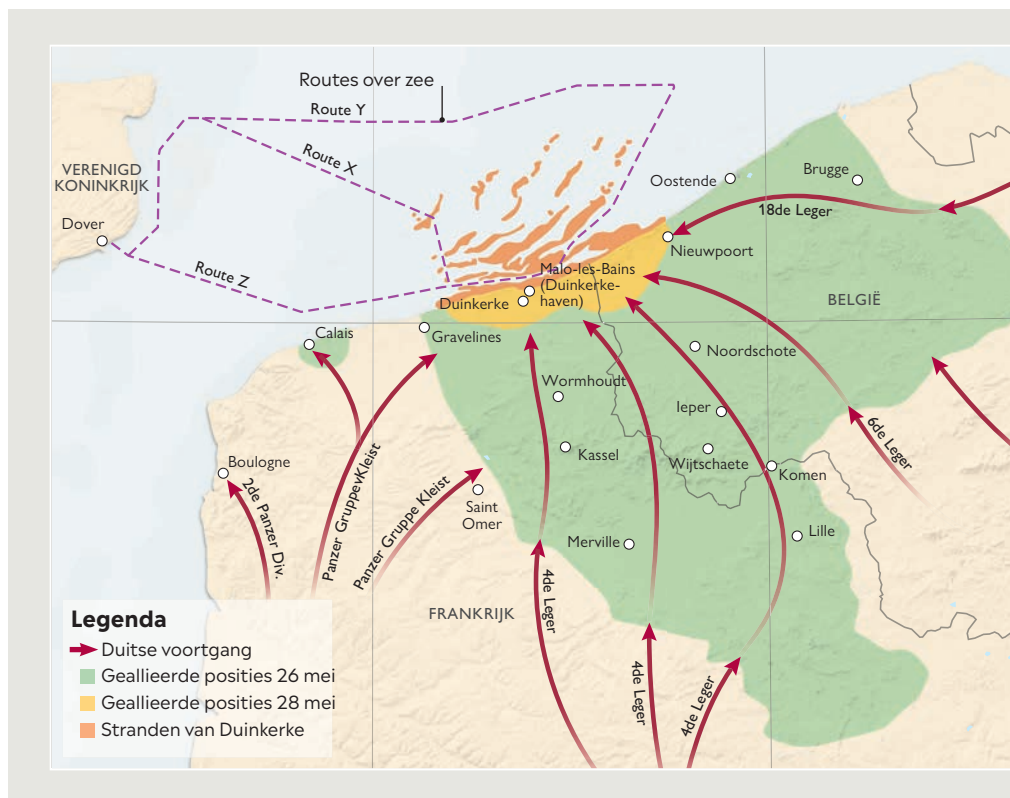 Routes over zee
Route Y
Route X
VERENIGD
KONINKRIJK
Dover
Route Z
Oostende
Brugge
18de Leger
Nieuwpoort
Malo-les-Bains
(Duinkerke-
haven)
Duinkerke
BELGIË
Calais
Gravelines
Noordschote
Wormhoudt
Ieper
Kassel
Wijtschaete
Komen
6de Leger
Boulogne
2de Panzer Div.
Panzer GruppevKleist
Panzer Gruppe Kleist
Saint
Omer
Merville
Lille
FRANKRIJK
4de Leger
4de Leger
4de Leger
Legenda
Duitse voortgang
Geallieerde posities 26 mei
Geallieerde posities 28 mei
Stranden van Duinkerke